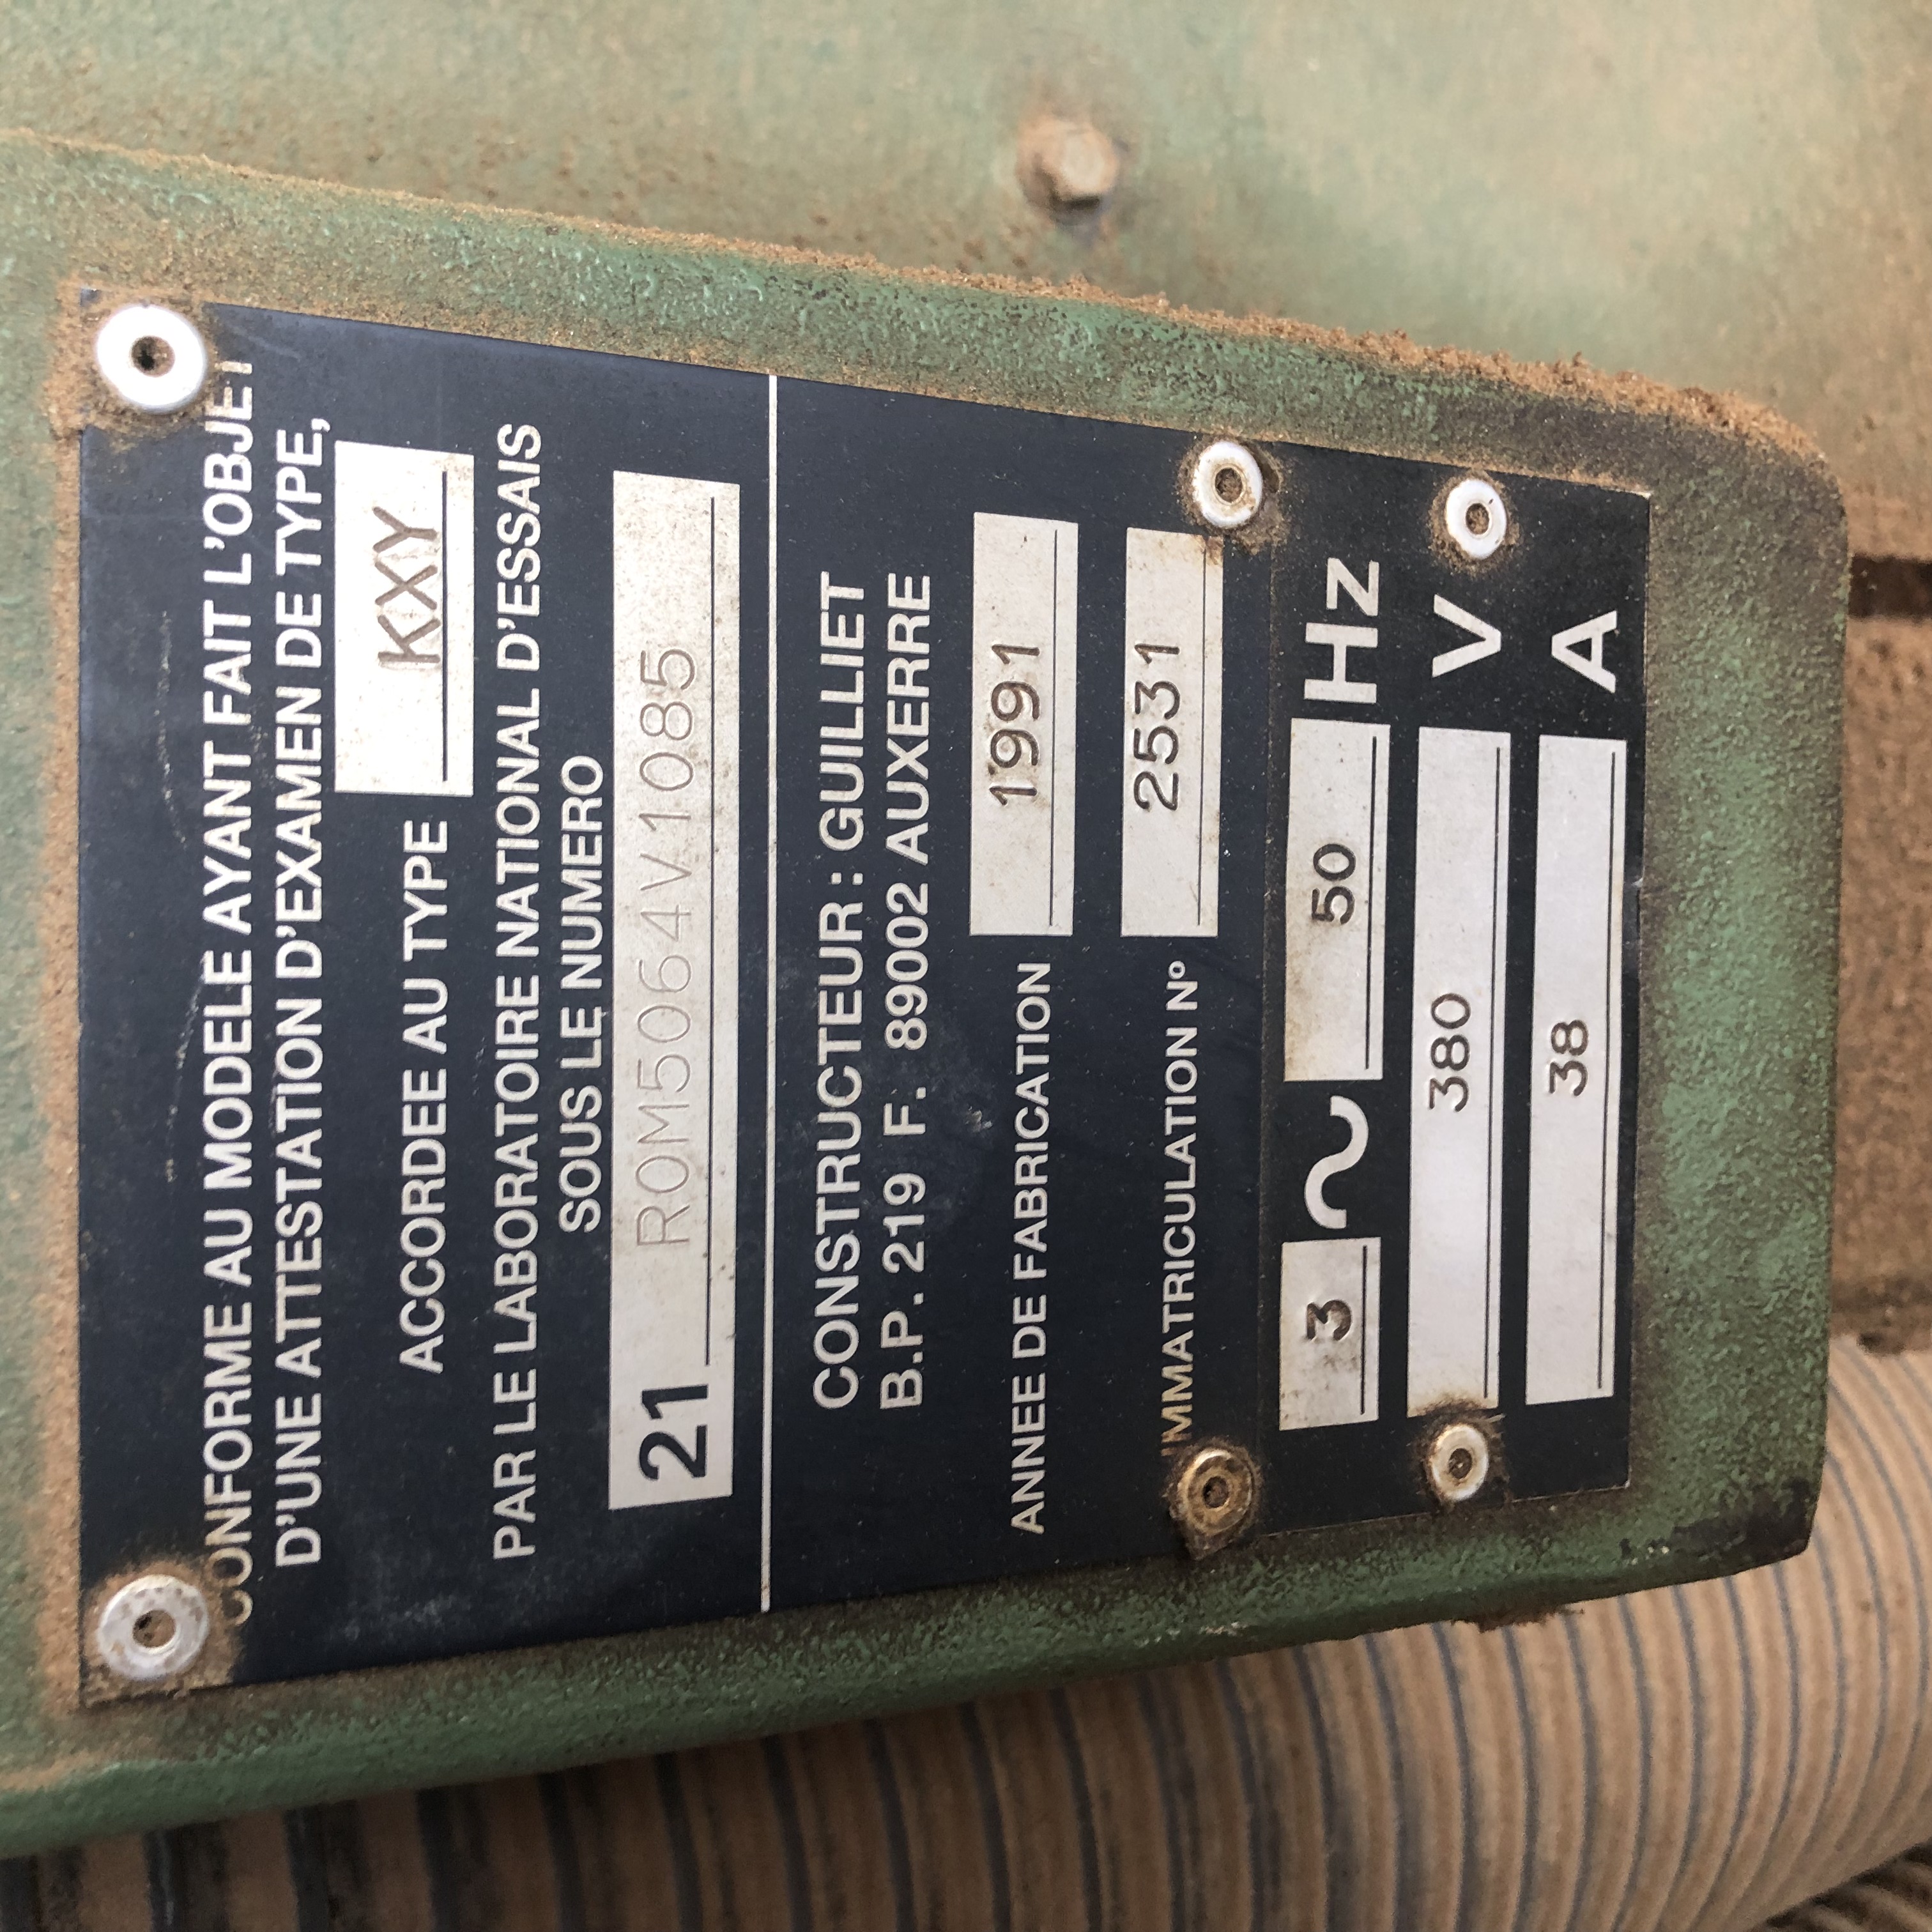 CONFORME AU MODELE AYANT FAIT L'OBJET
D'UNE ATTESTATION D'EXAMEN DE TYPE,
ACCORDEE AU TYPE KXY
PAR LE LABORATOIRE NATIONAL D'ESSAIS
SOUS LE NUMERO
21 ROM5064V1085
CONSTRUCTEUR : GUILLIET
B.P. 219 F. 89002 AUXERRE
ANNEE DE FABRICATION 1991
IMMATRICULATION Nº 2531
3 ~ 50 Hz
380 V
38 A